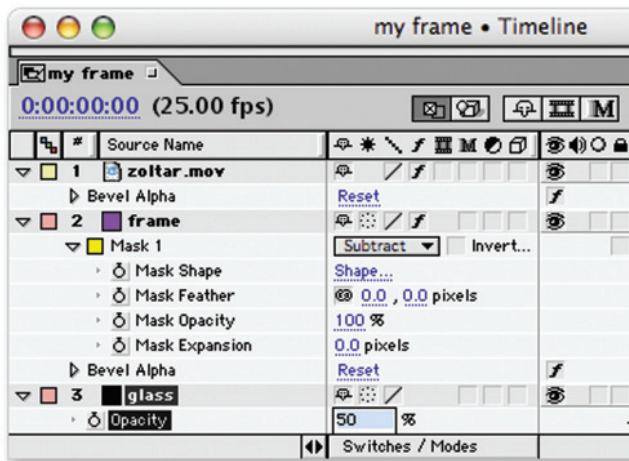 my frame • Timeline
my frame
0:00:00:00 (25.00 fps)
M
# Source Name f M
1 zoltar.mov f
Bevel Alpha Reset f
2 frame f
Mask 1 Subtract Invert...
Mask Shape Shape...
Mask Feather 0.0 , 0.0 pixels
Mask Opacity 100 %
Mask Expansion 0.0 pixels
Bevel Alpha Reset f
3 glass
Opacity 50 %
Switches / Modes